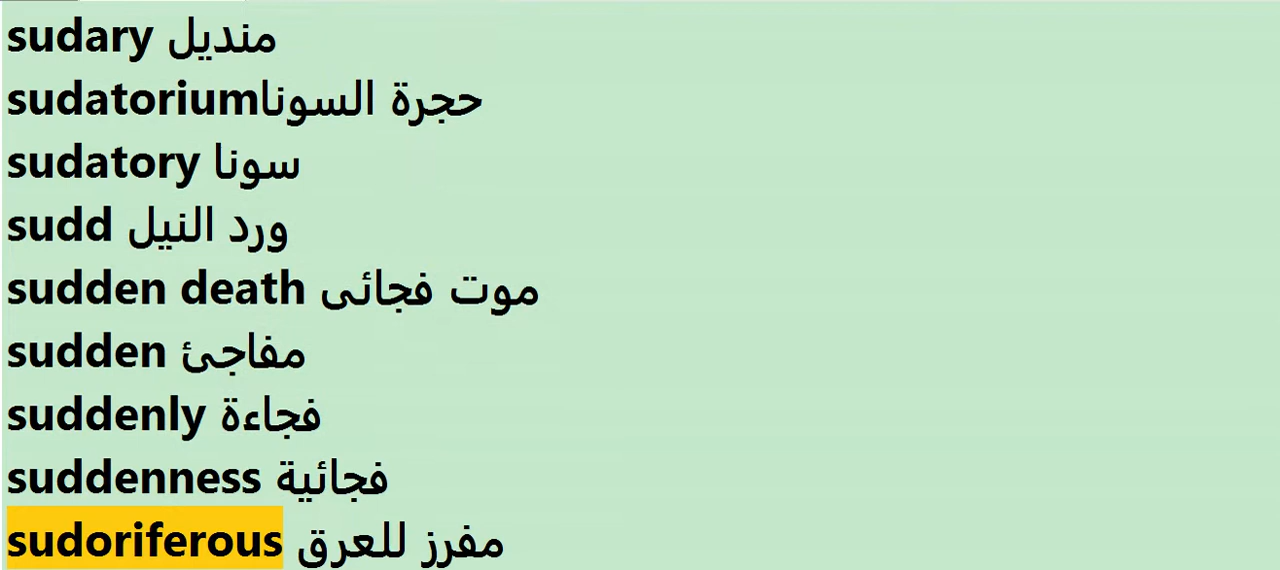 sudary منديل
sudatoriumحجرة السونا
sudatory سونا
sudd ورد النيل
sudden death موت فجائى
sudden مفاجئ
suddenly فجاءة
suddenness فجائية
sudoriferous مفرز للعرق